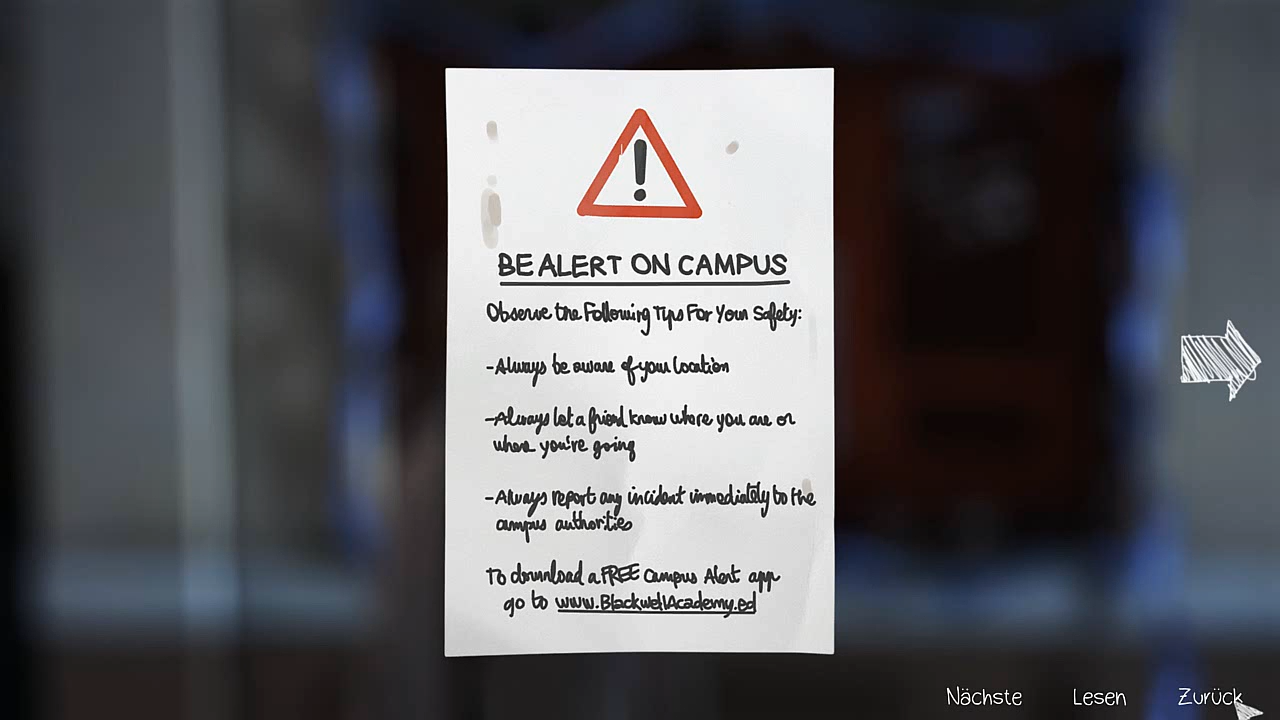 !
BE ALERT ON CAMPUS
Observe the Following Tips For Your Safety:
-Always be aware of your location
-Always let a friend know where you are or
where you're going
-Always report any incident immediately to the
campus authorities
To download a FREE Campus Alert app
go to www.BlackwellAcademy.ed
Nächste Lesen Zurück